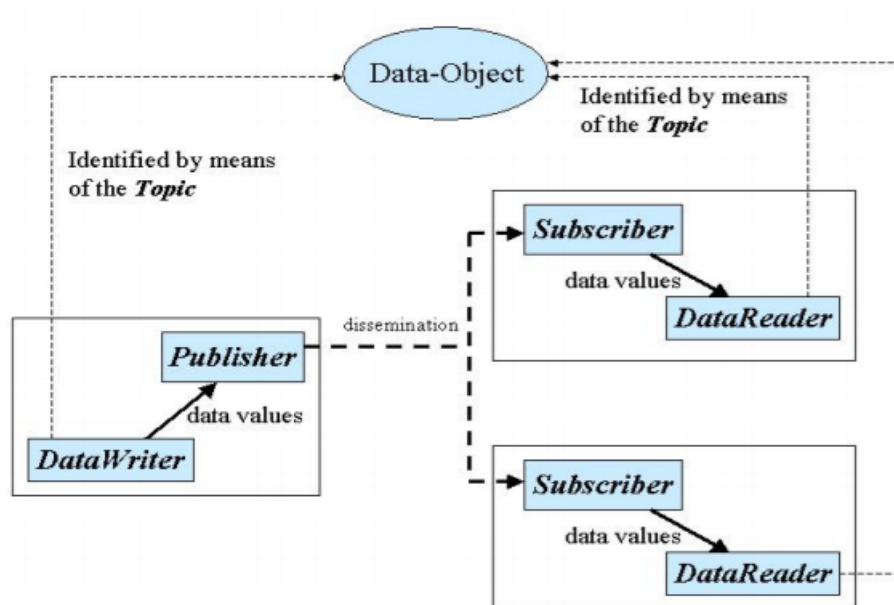 Data-Object
Identified by means
of the Topic
Identified by means
of the Topic
Subscriber
data values
DataReader
dissemination
Publisher
data values
DataWriter
Subscriber
data values
DataReader